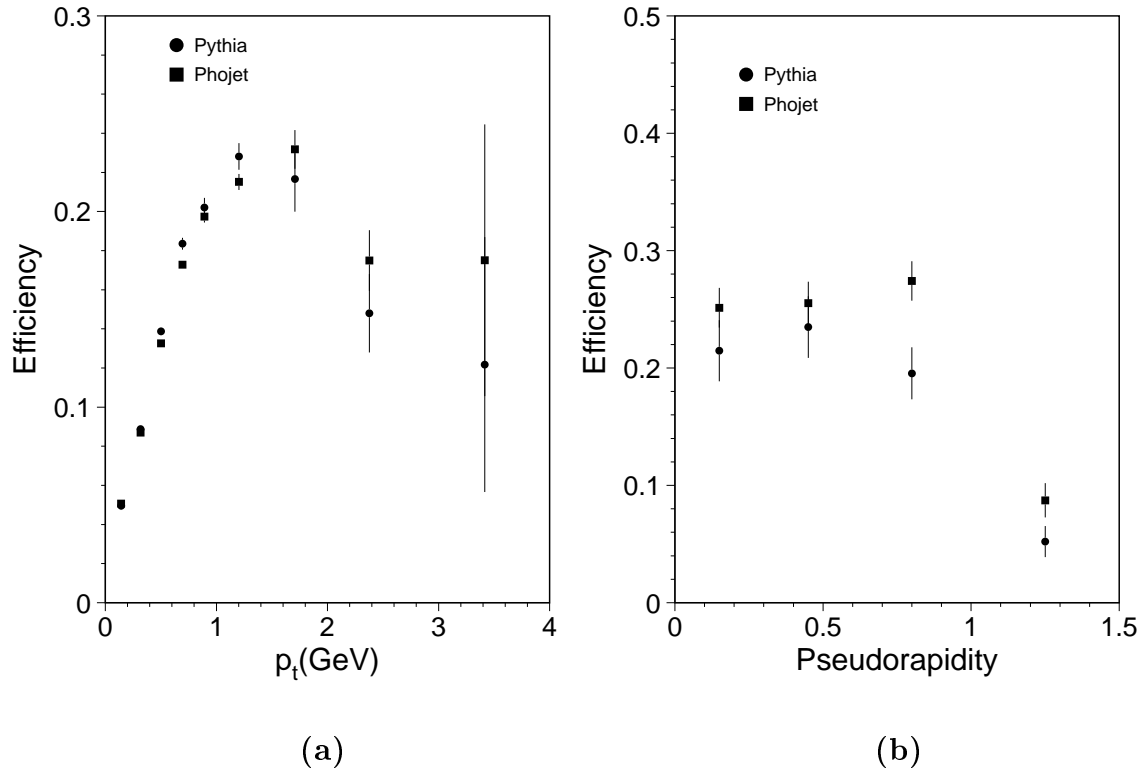 0.3
0.2
0.1
0
Efficiency
Pythia
Phojet
0 1 2 3 4
pₜ(GeV)
(a)
0.5
0.4
0.3
0.2
0.1
0
Efficiency
Pythia
Phojet
0 0.5 1 1.5
Pseudorapidity
(b)